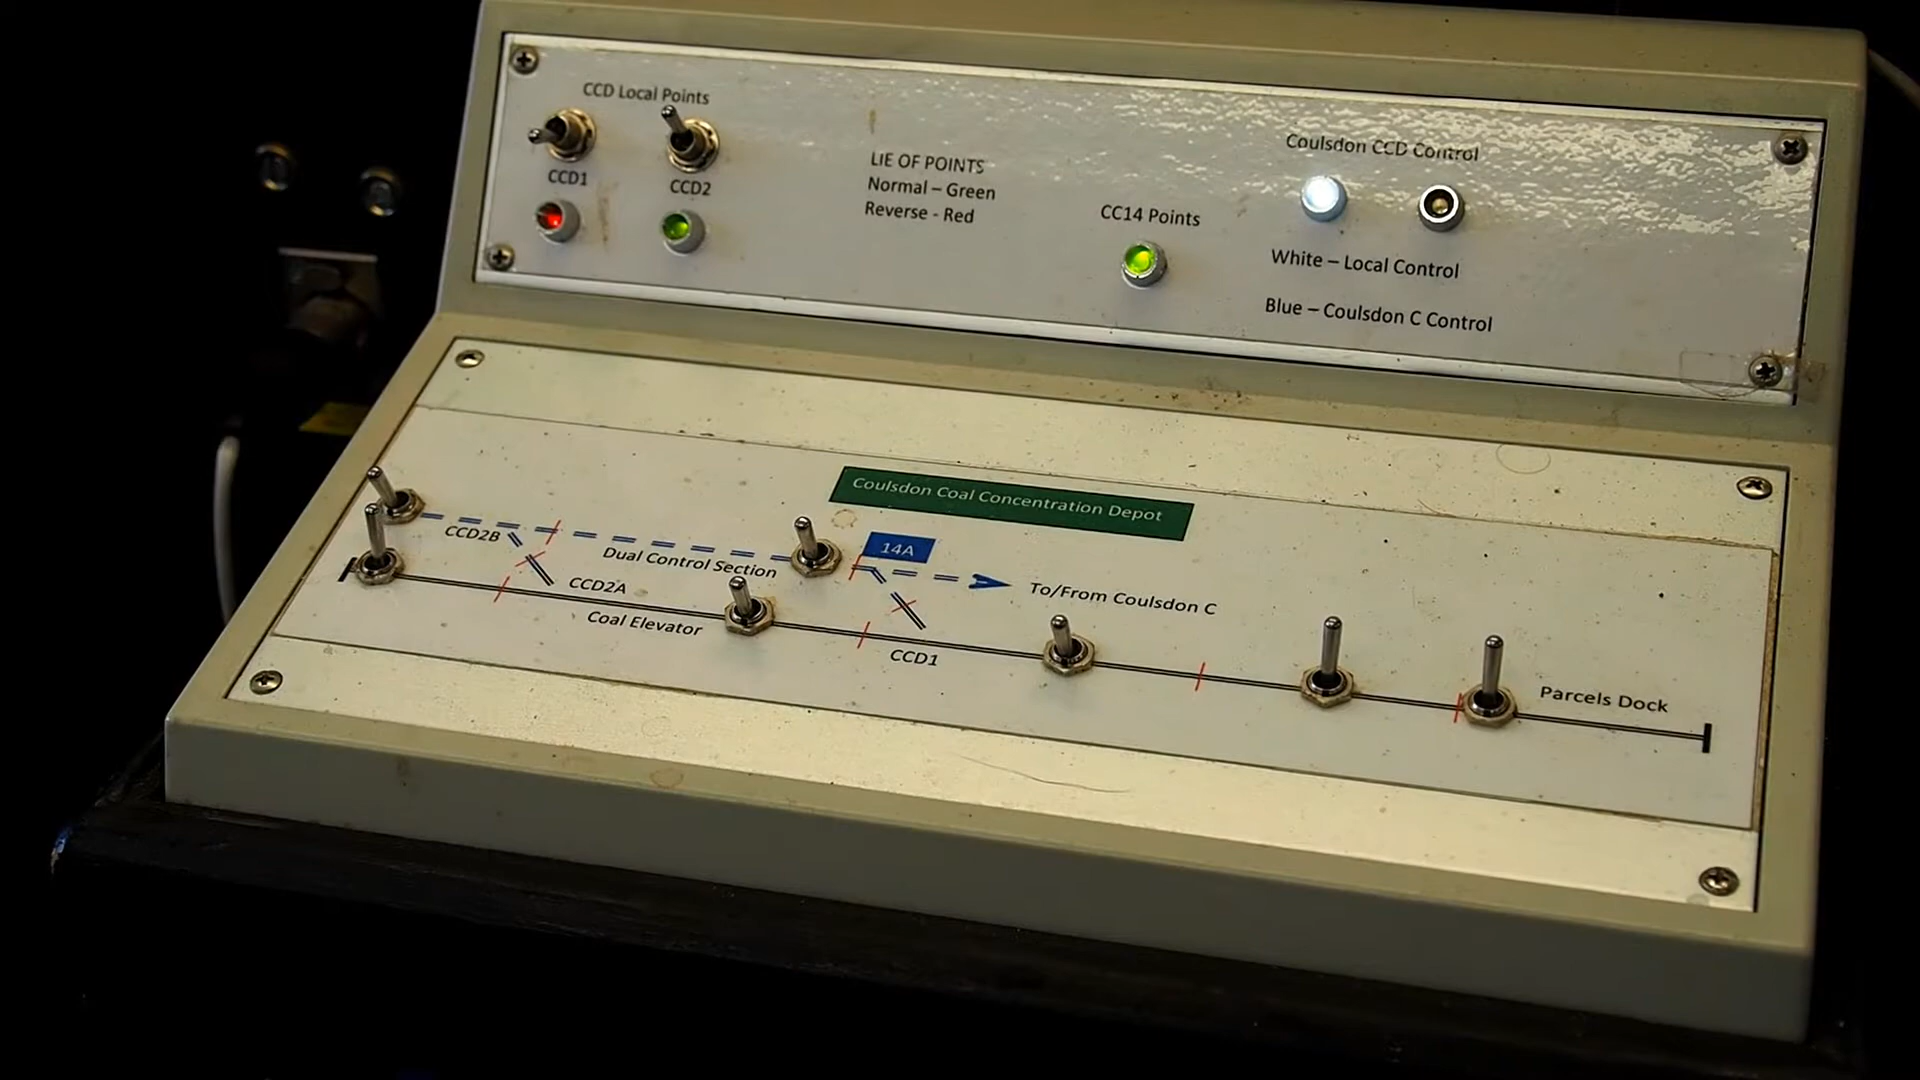 CCD Local Points
CCD1
CCD2
LIE OF POINTS
Normal – Green
Reverse - Red
CC14 Points
Coulsdon CCD Control
White – Local Control
Blue – Coulsdon C Control
Coulsdon Coal Concentration Depot
CCD2B
Dual Control Section
14A
To/From Coulsdon C
CCD2A
Coal Elevator
CCD1
Parcels Dock